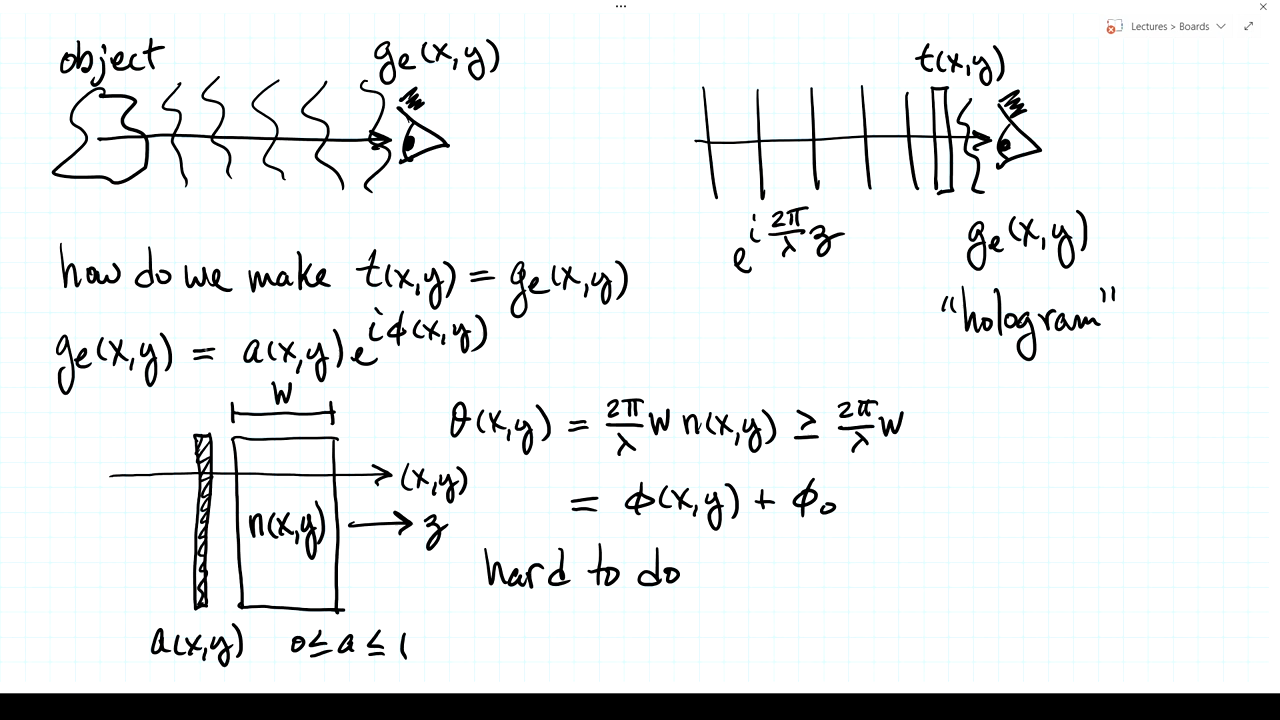 ...
Lectures > Boards
object
gₑ(x,y)
t(x,y)
e^{i 2π/λ z}
gₑ(x,y)
"hologram"
how do we make t(x,y) = gₑ(x,y)
gₑ(x,y) = a(x,y) e^{iϕ(x,y)}
W
θ(x,y) = 2π/λ W n(x,y) ≥ 2π/λ W
(x,y)
= ϕ(x,y) + ϕ₀
n(x,y)
z
hard to do
a(x,y) 0 ≤ a ≤ 1